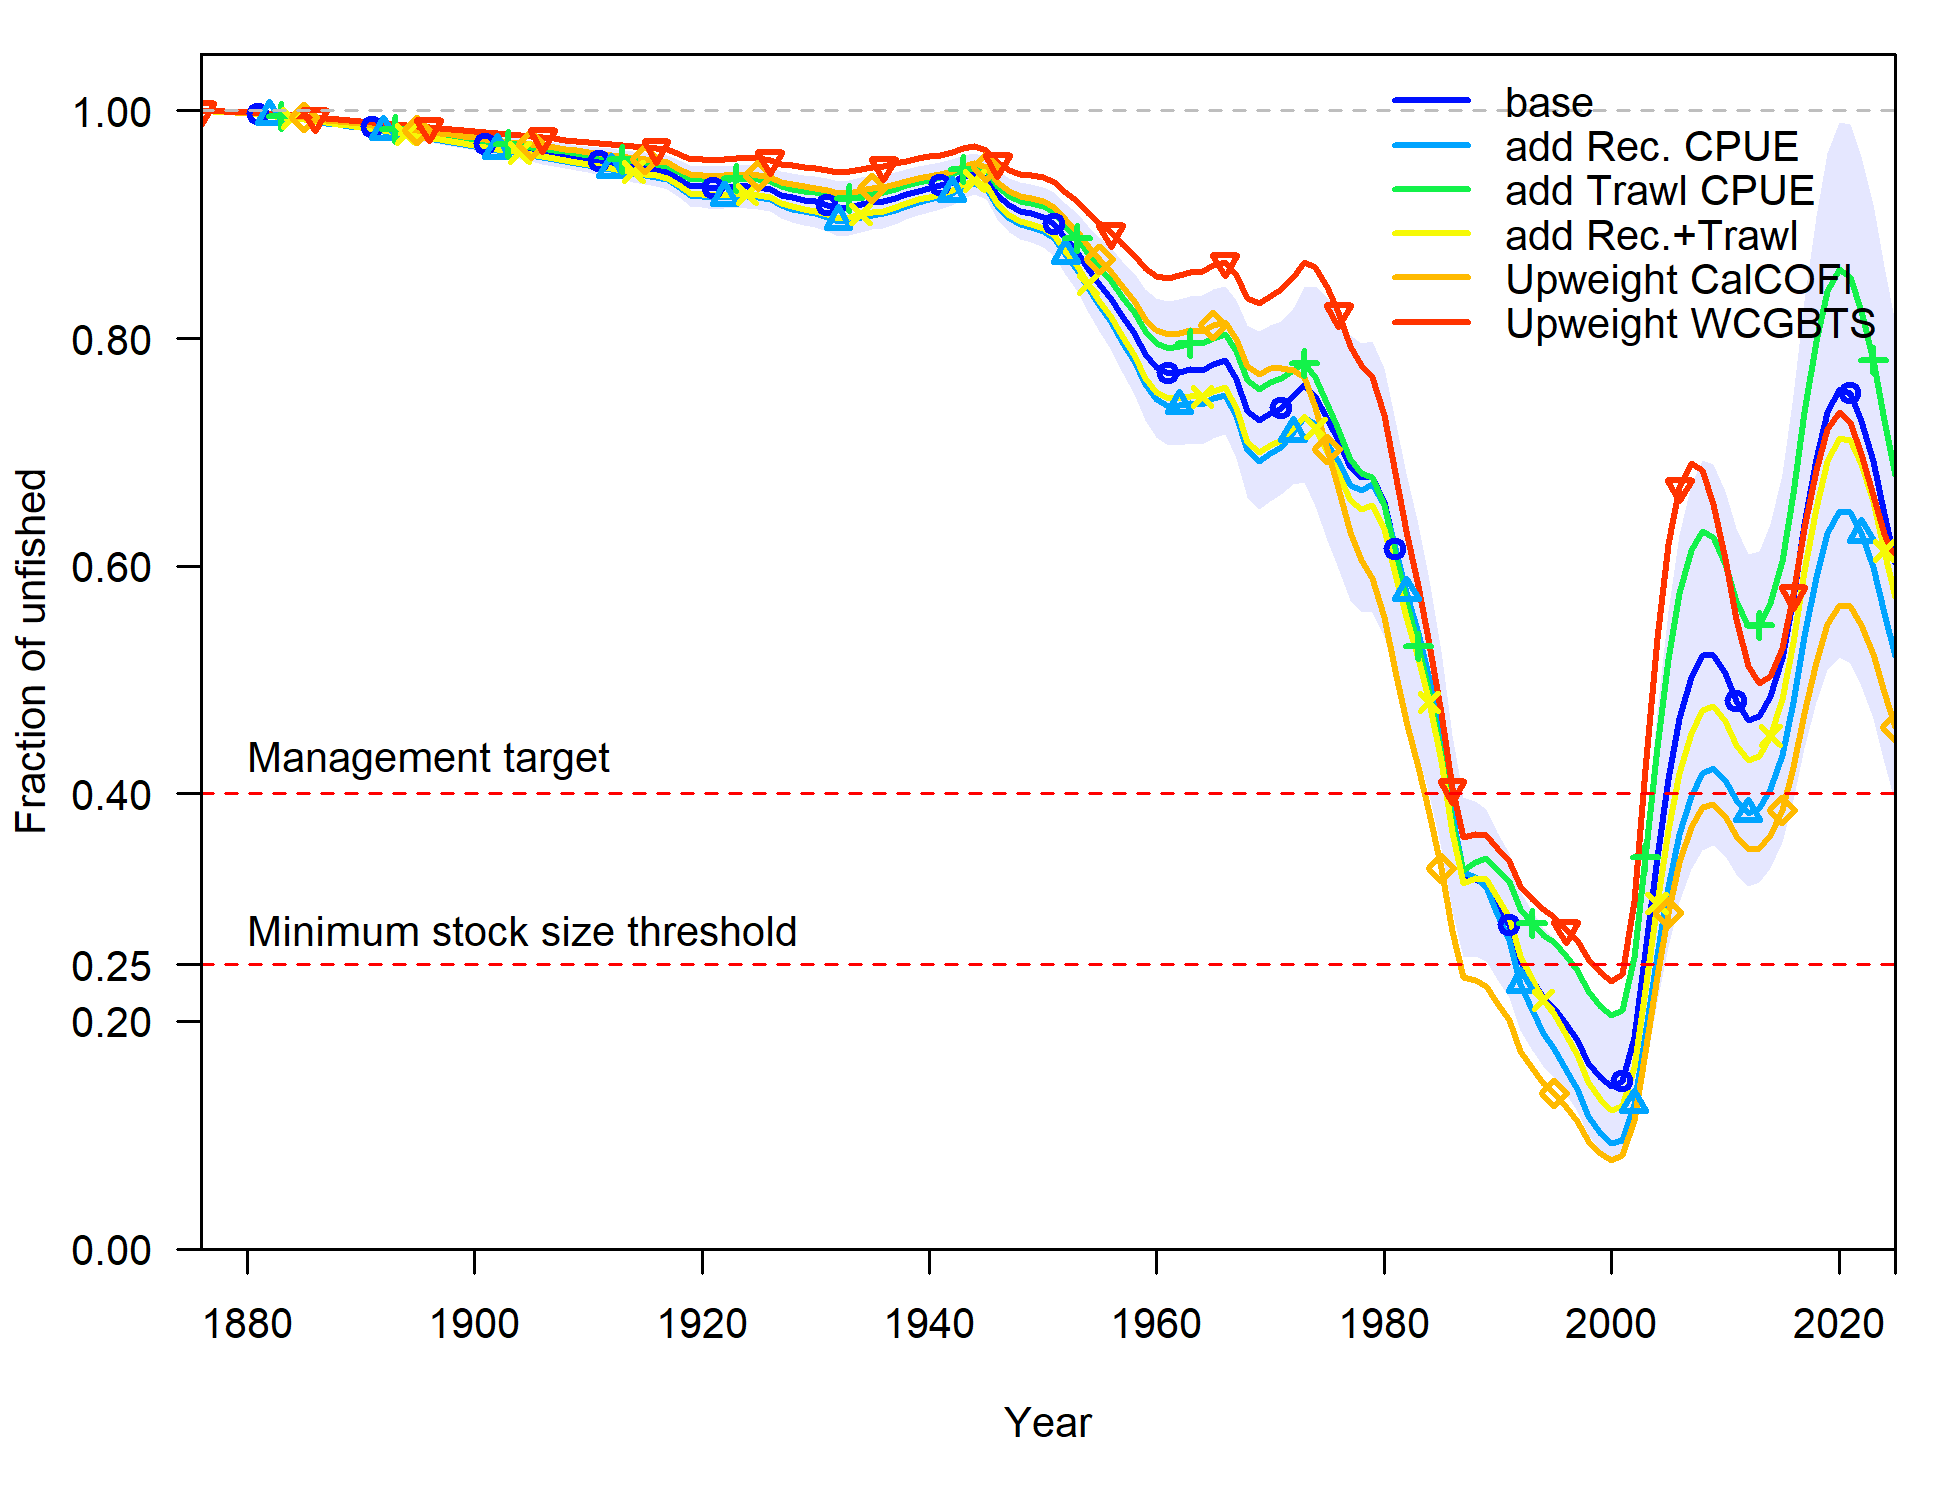 base
add Rec. CPUE
add Trawl CPUE
add Rec.+Trawl
Upweight CalCOFI
Upweight WCGBTS
1.00
0.80
0.60
0.40
0.25
0.20
0.00
Fraction of unfished
Management target
Minimum stock size threshold
1880 1900 1920 1940 1960 1980 2000 2020
Year